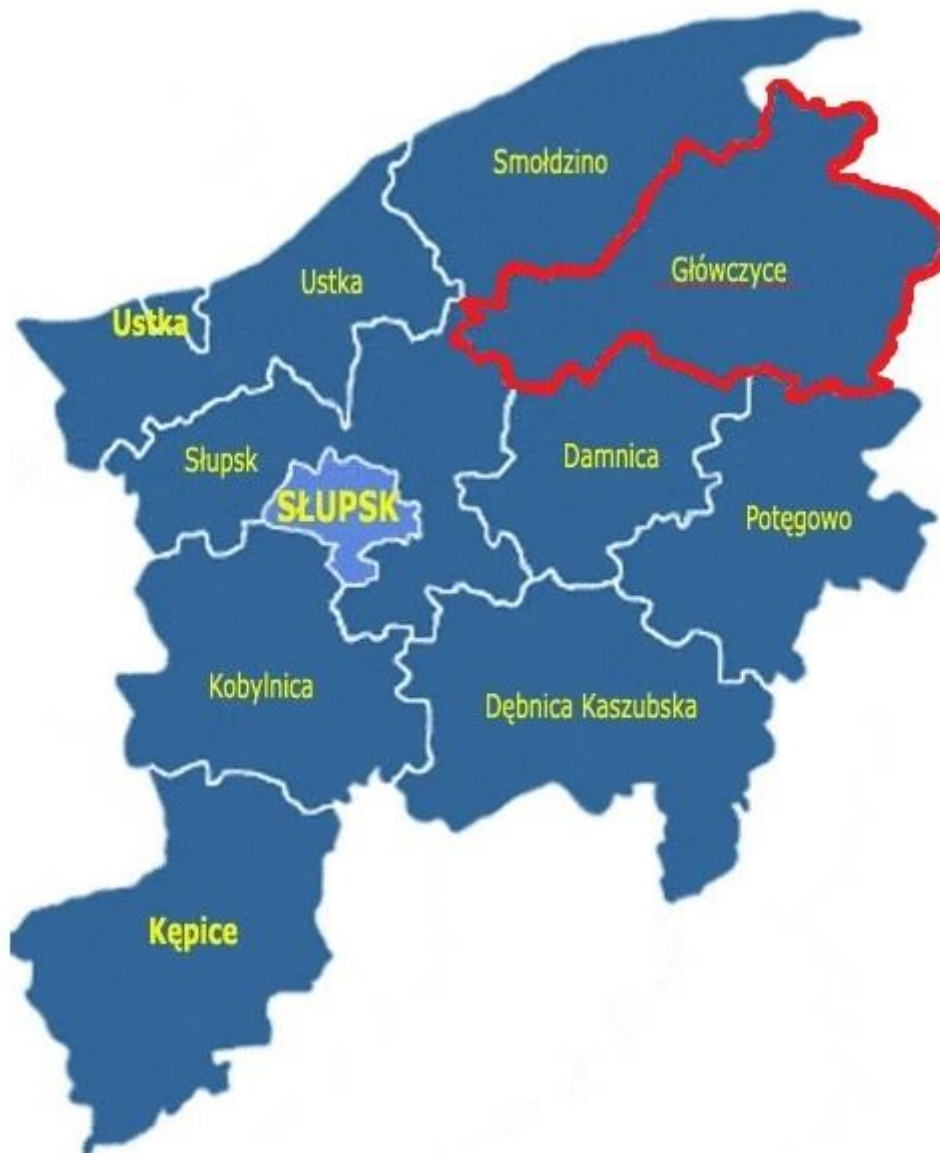 Smołdzino
Główczyce
Ustka
Ustka
Słupsk
SŁUPSK
Damnica
Potęgowo
Kobylnica
Dębnica Kaszubska
Kępice